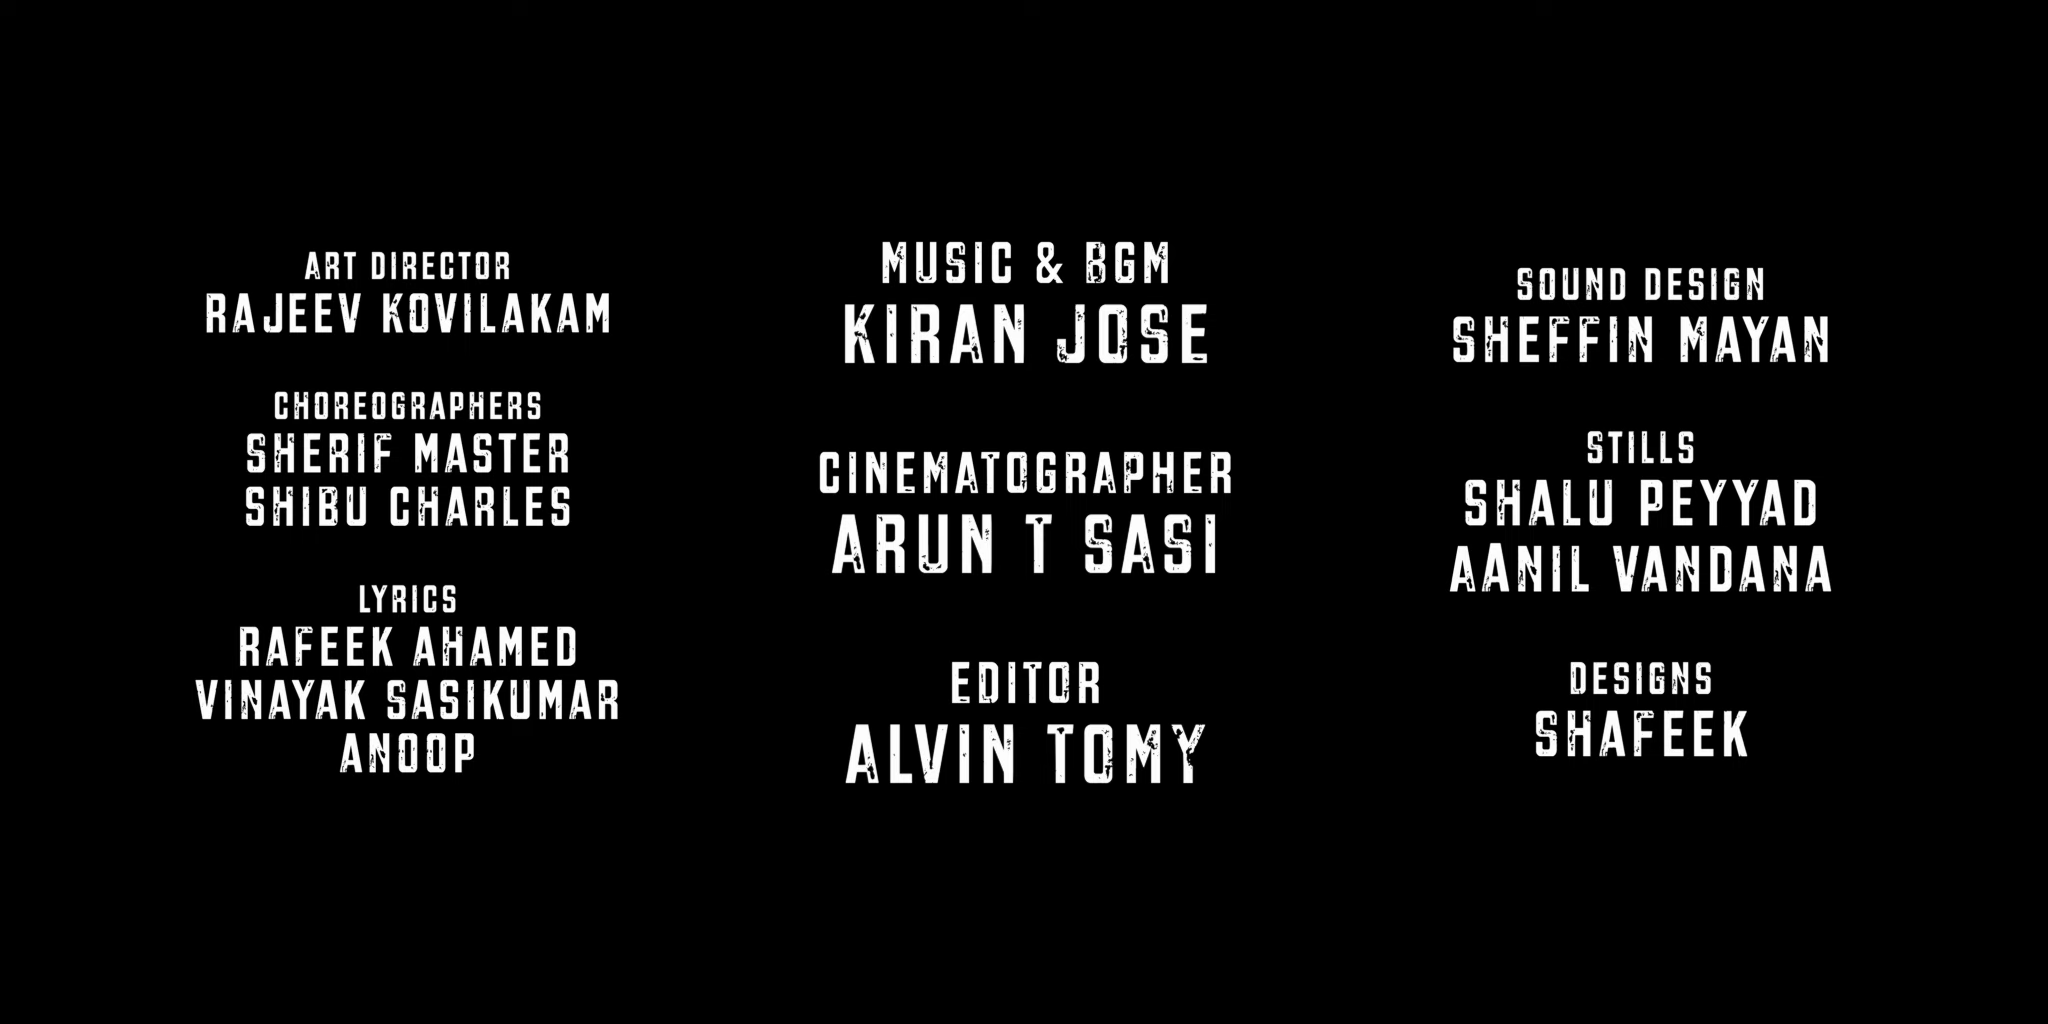 ART DIRECTOR
RAJEEV KOVILAKAM
CHOREOGRAPHERS
SHERIF MASTER
SHIBU CHARLES
LYRICS
RAFEEK AHAMED
VINAYAK SASIKUMAR
ANOOP
MUSIC & BGM
KIRAN JOSE
CINEMATOGRAPHER
ARUN T SASI
EDITOR
ALVIN TOMY
SOUND DESIGN
SHEFFIN MAYAN
STILLS
SHALU PEYYAD
AANIL VANDANA
DESIGNS
SHAFEEK